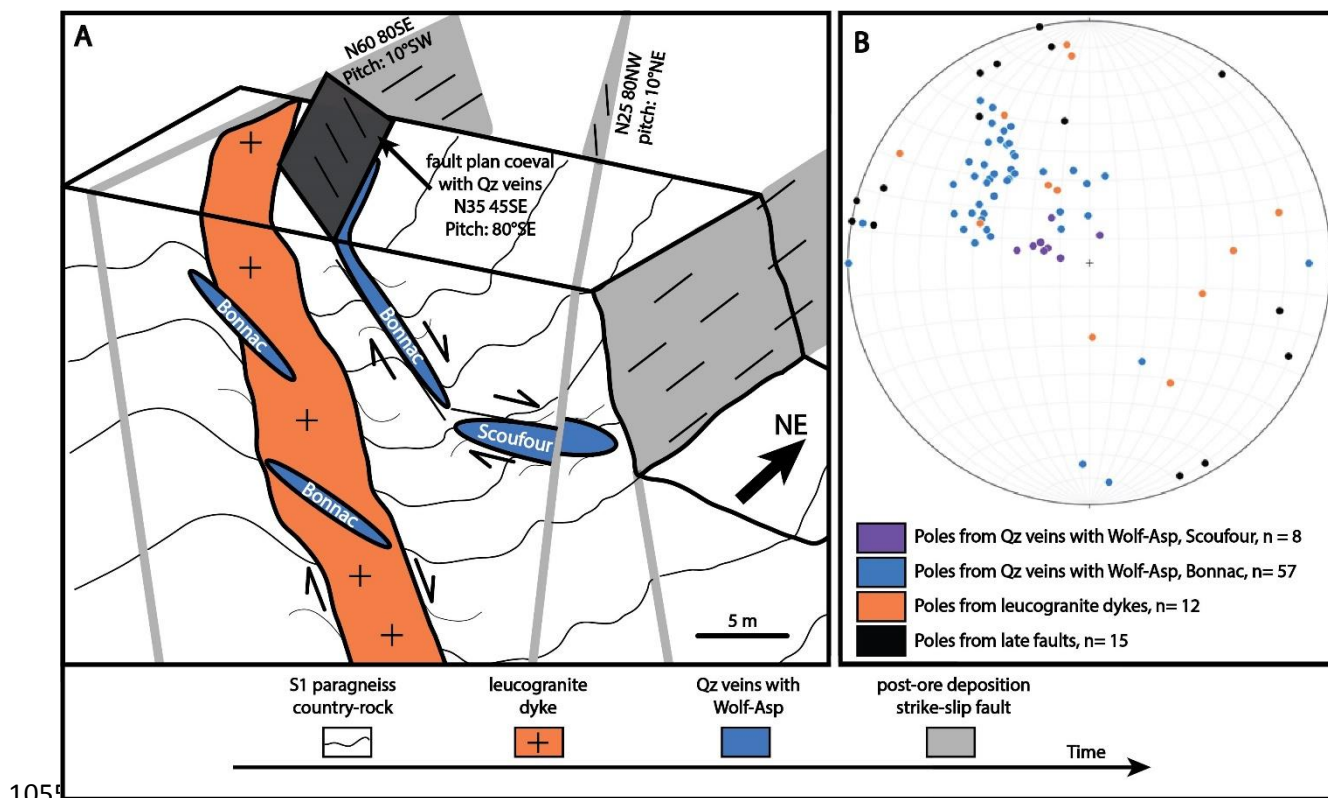 A
N60 80SE
Pitch: 10°SW
N25 80NW
pitch: 10°NE
fault plan coeval
with Qz veins
N35 45SE
Pitch: 80°SE
Bonnac
Bonnac
Scoufour
Bonnac
NE
5 m
B
Poles from Qz veins with Wolf-Asp, Scoufour, n = 8
Poles from Qz veins with Wolf-Asp, Bonnac, n= 57
Poles from leucogranite dykes, n= 12
Poles from late faults, n= 15
S1 paragneiss
country-rock
leucogranite
dyke
Qz veins with
Wolf-Asp
post-ore deposition
strike-slip fault
Time